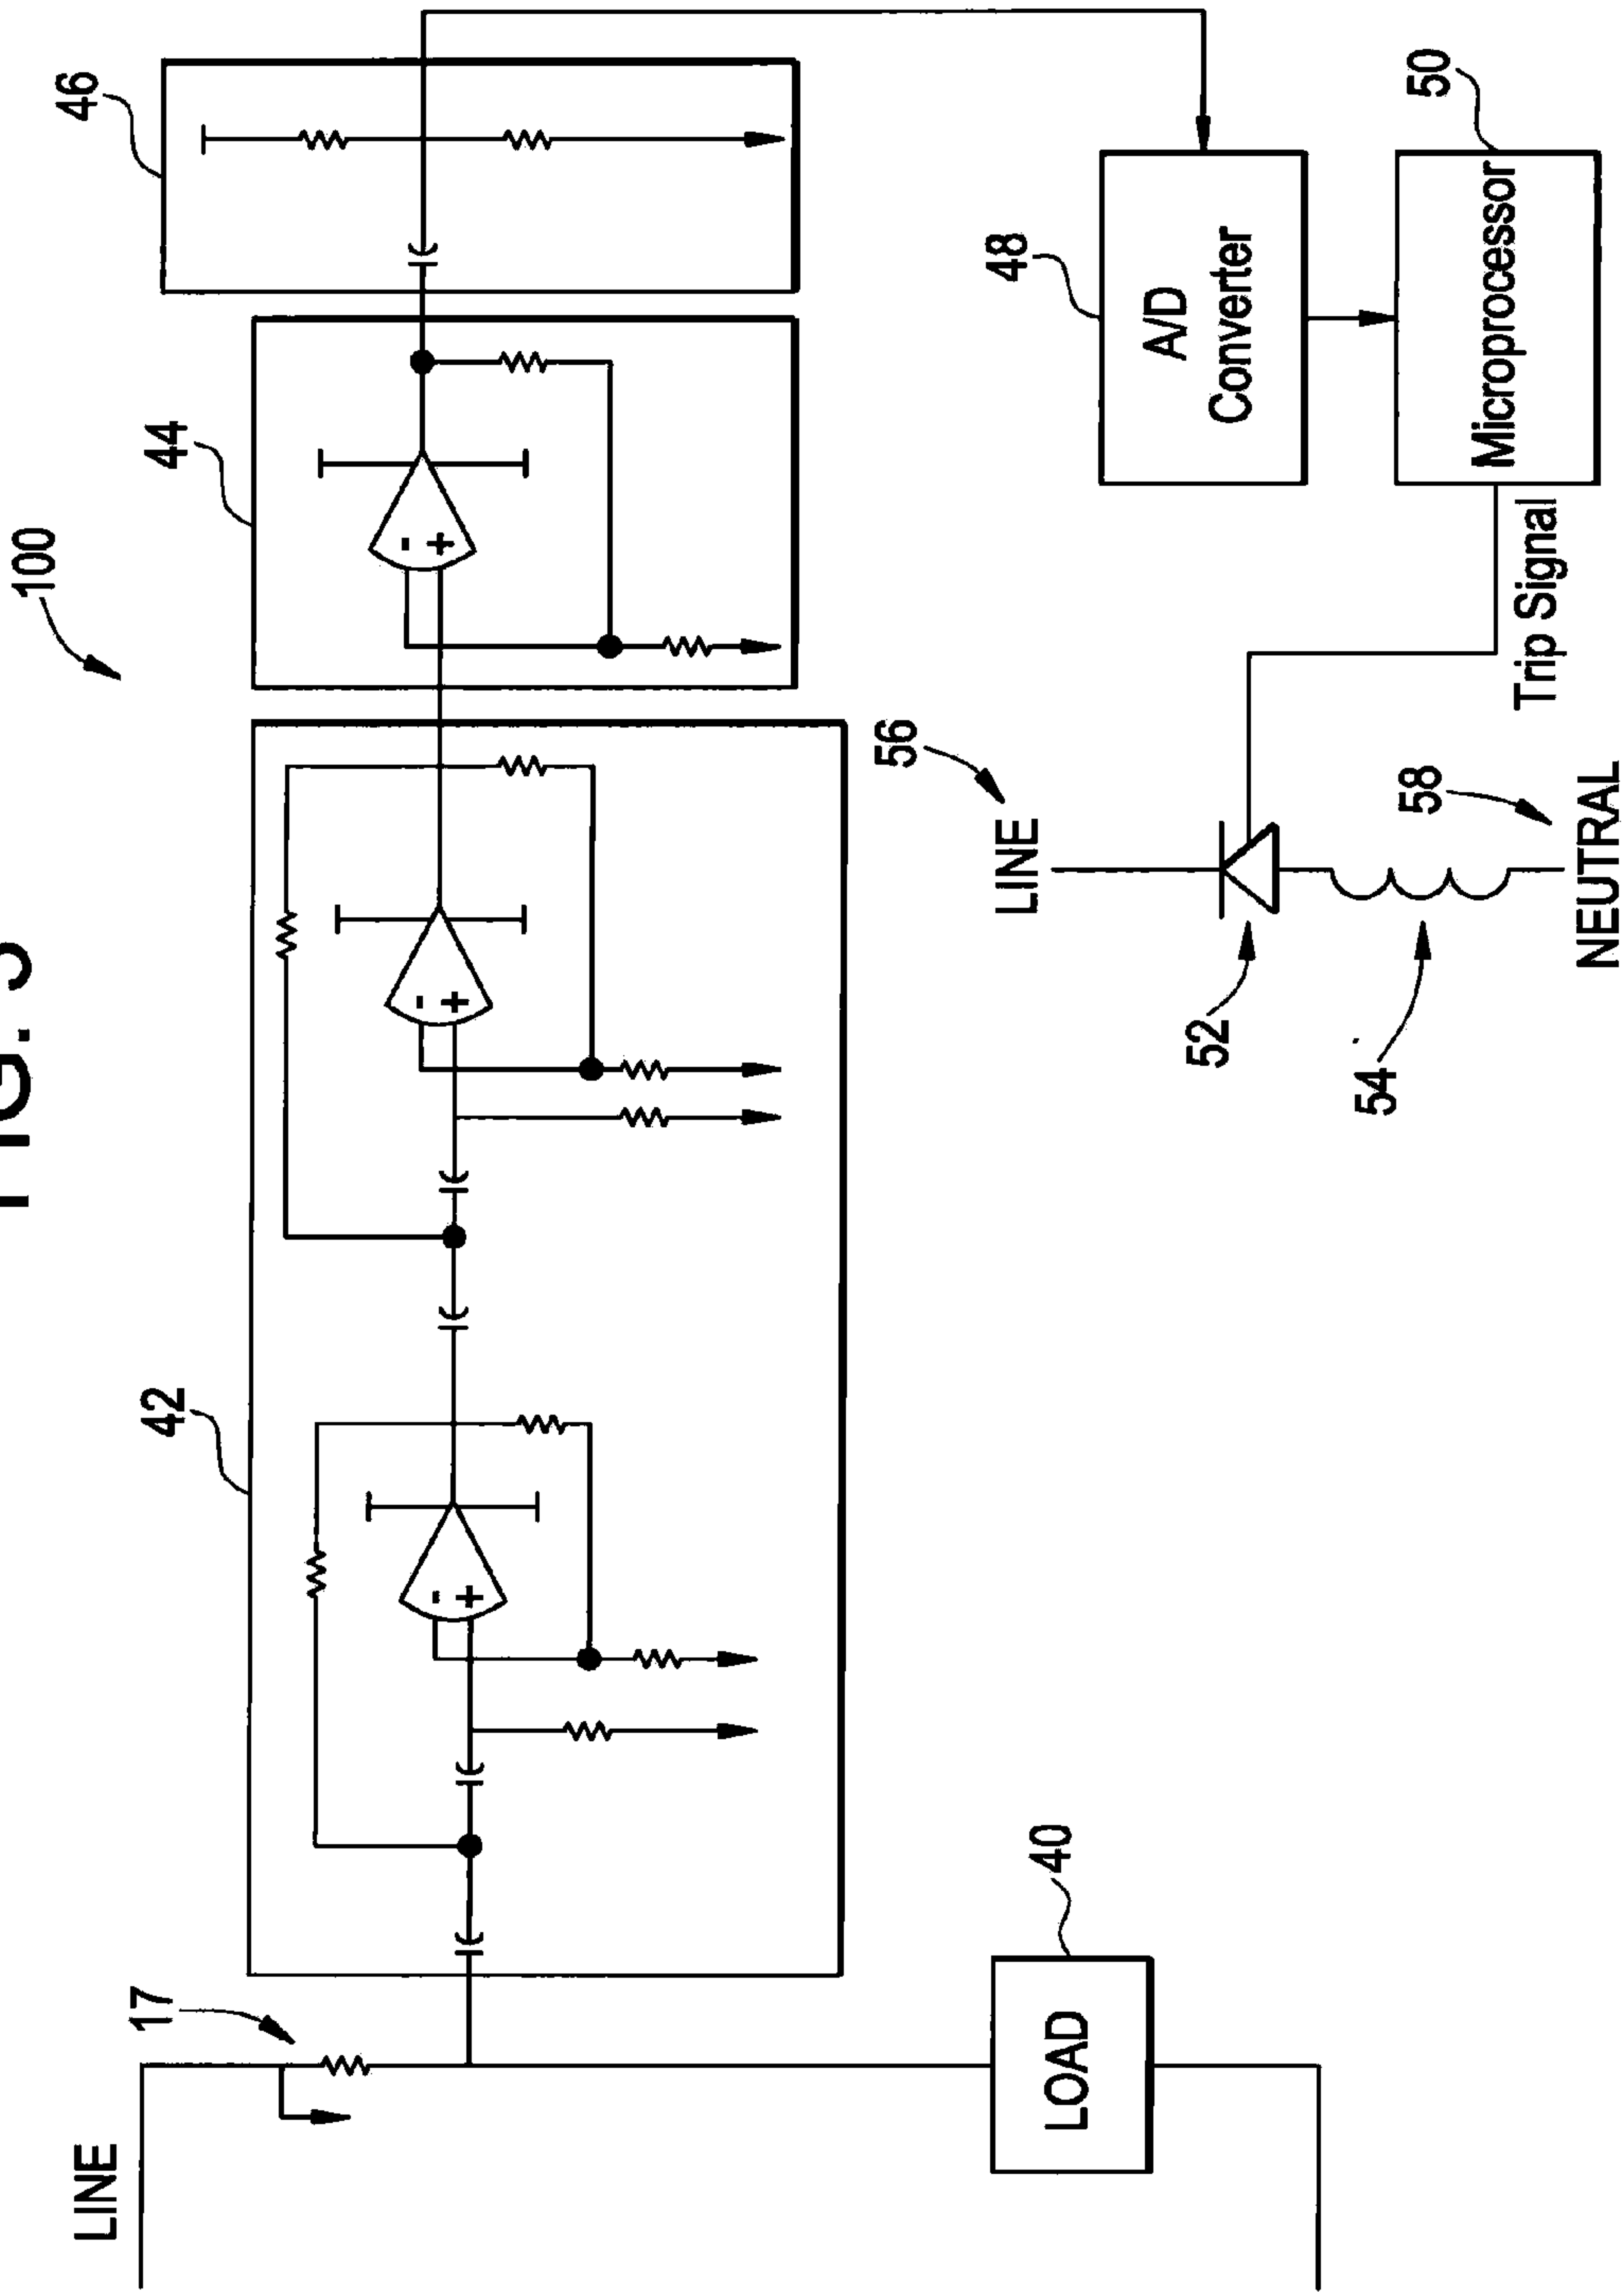 FIG. 3
100
LINE
17
42
44
46
- +
- +
- +
LOAD
40
48
A/D
Converter
50
Microprocessor
Trip Signal
LINE
56
52
54
58
NEUTRAL